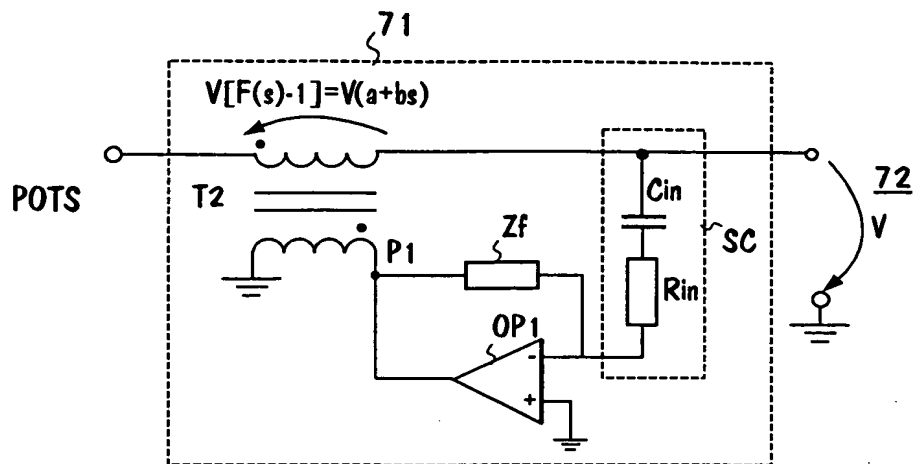 71
V[F(s)-1]=V(a+bs)
POTS
T2
P1
Zf
OP1
-
+
Cin
Rin
SC
72
V